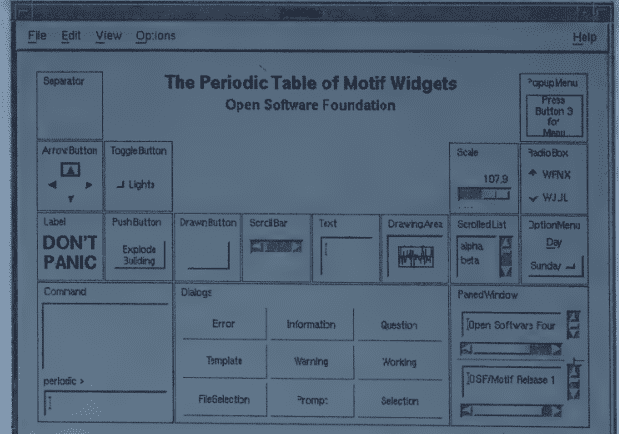 File Edit View Options Help
The Periodic Table of Motif Widgets
Open Software Foundation
Separator
PopupMenu
Press
Button 3
for
Menu
ArrowButton
ToggleButton
Lights
Scale
107.9
RadioBox
WFNX
WJUL
Label
DON'T
PANIC
PushButton
Explode
Building
DrawnButton
ScrollBar
Text
DrawingArea
ScrolledList
alpha
beta
OptionMenu
Day
Sunday
Command
periodic >
Dialogs
Error Information Question
Template Warning Working
FileSelection Prompt Selection
PanedWindow
Open Software Four
OSF/Motif Release 1